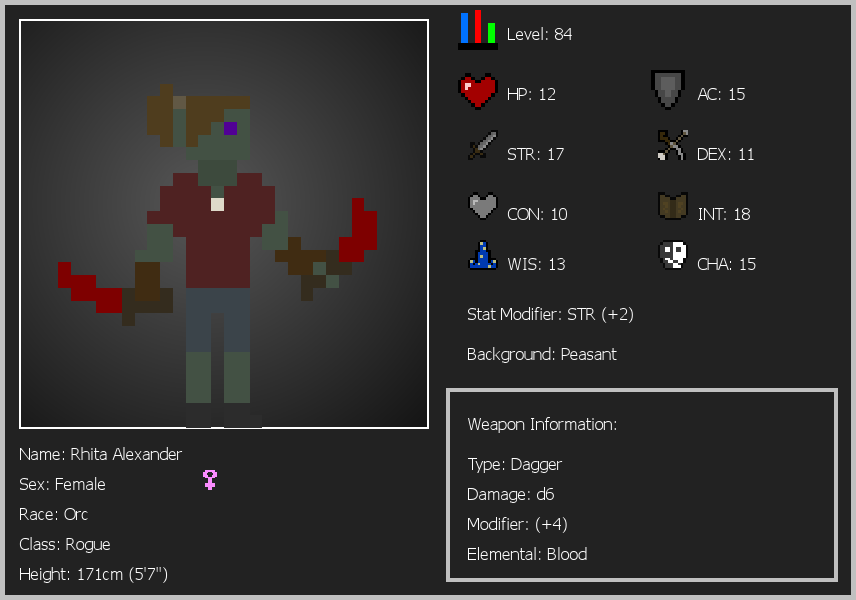 Level: 84
HP: 12
AC: 15
STR: 17
DEX: 11
CON: 10
INT: 18
WIS: 13
CHA: 15
Stat Modifier: STR (+2)
Background: Peasant
Name: Rhita Alexander
Sex: Female
Race: Orc
Class: Rogue
Height: 171cm (5'7")
Weapon Information:
Type: Dagger
Damage: d6
Modifier: (+4)
Elemental: Blood